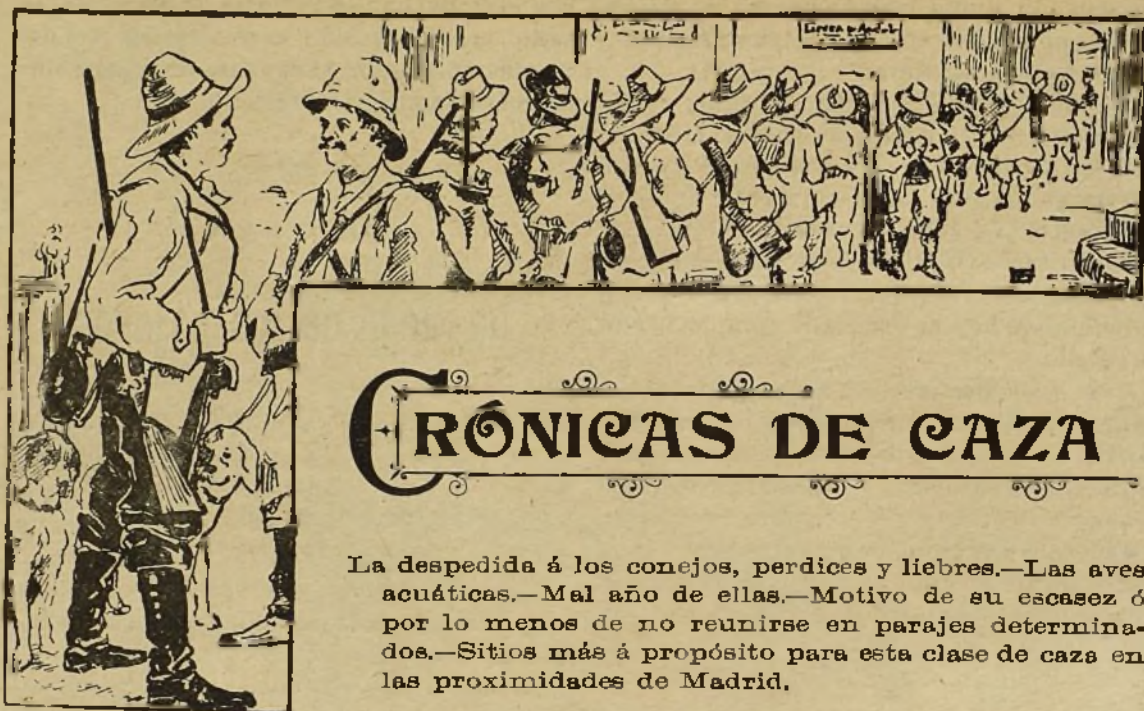 CRÓNICAS DE CAZA
La despedida á los conejos, perdices y liebres.—Las aves
acuáticas.—Mal año de ellas.—Motivo de su escasez ó
por lo menos de no reunirse en parajes determina-
dos.—Sitios más á propósito para esta clase de caza en
las proximidades de Madrid.